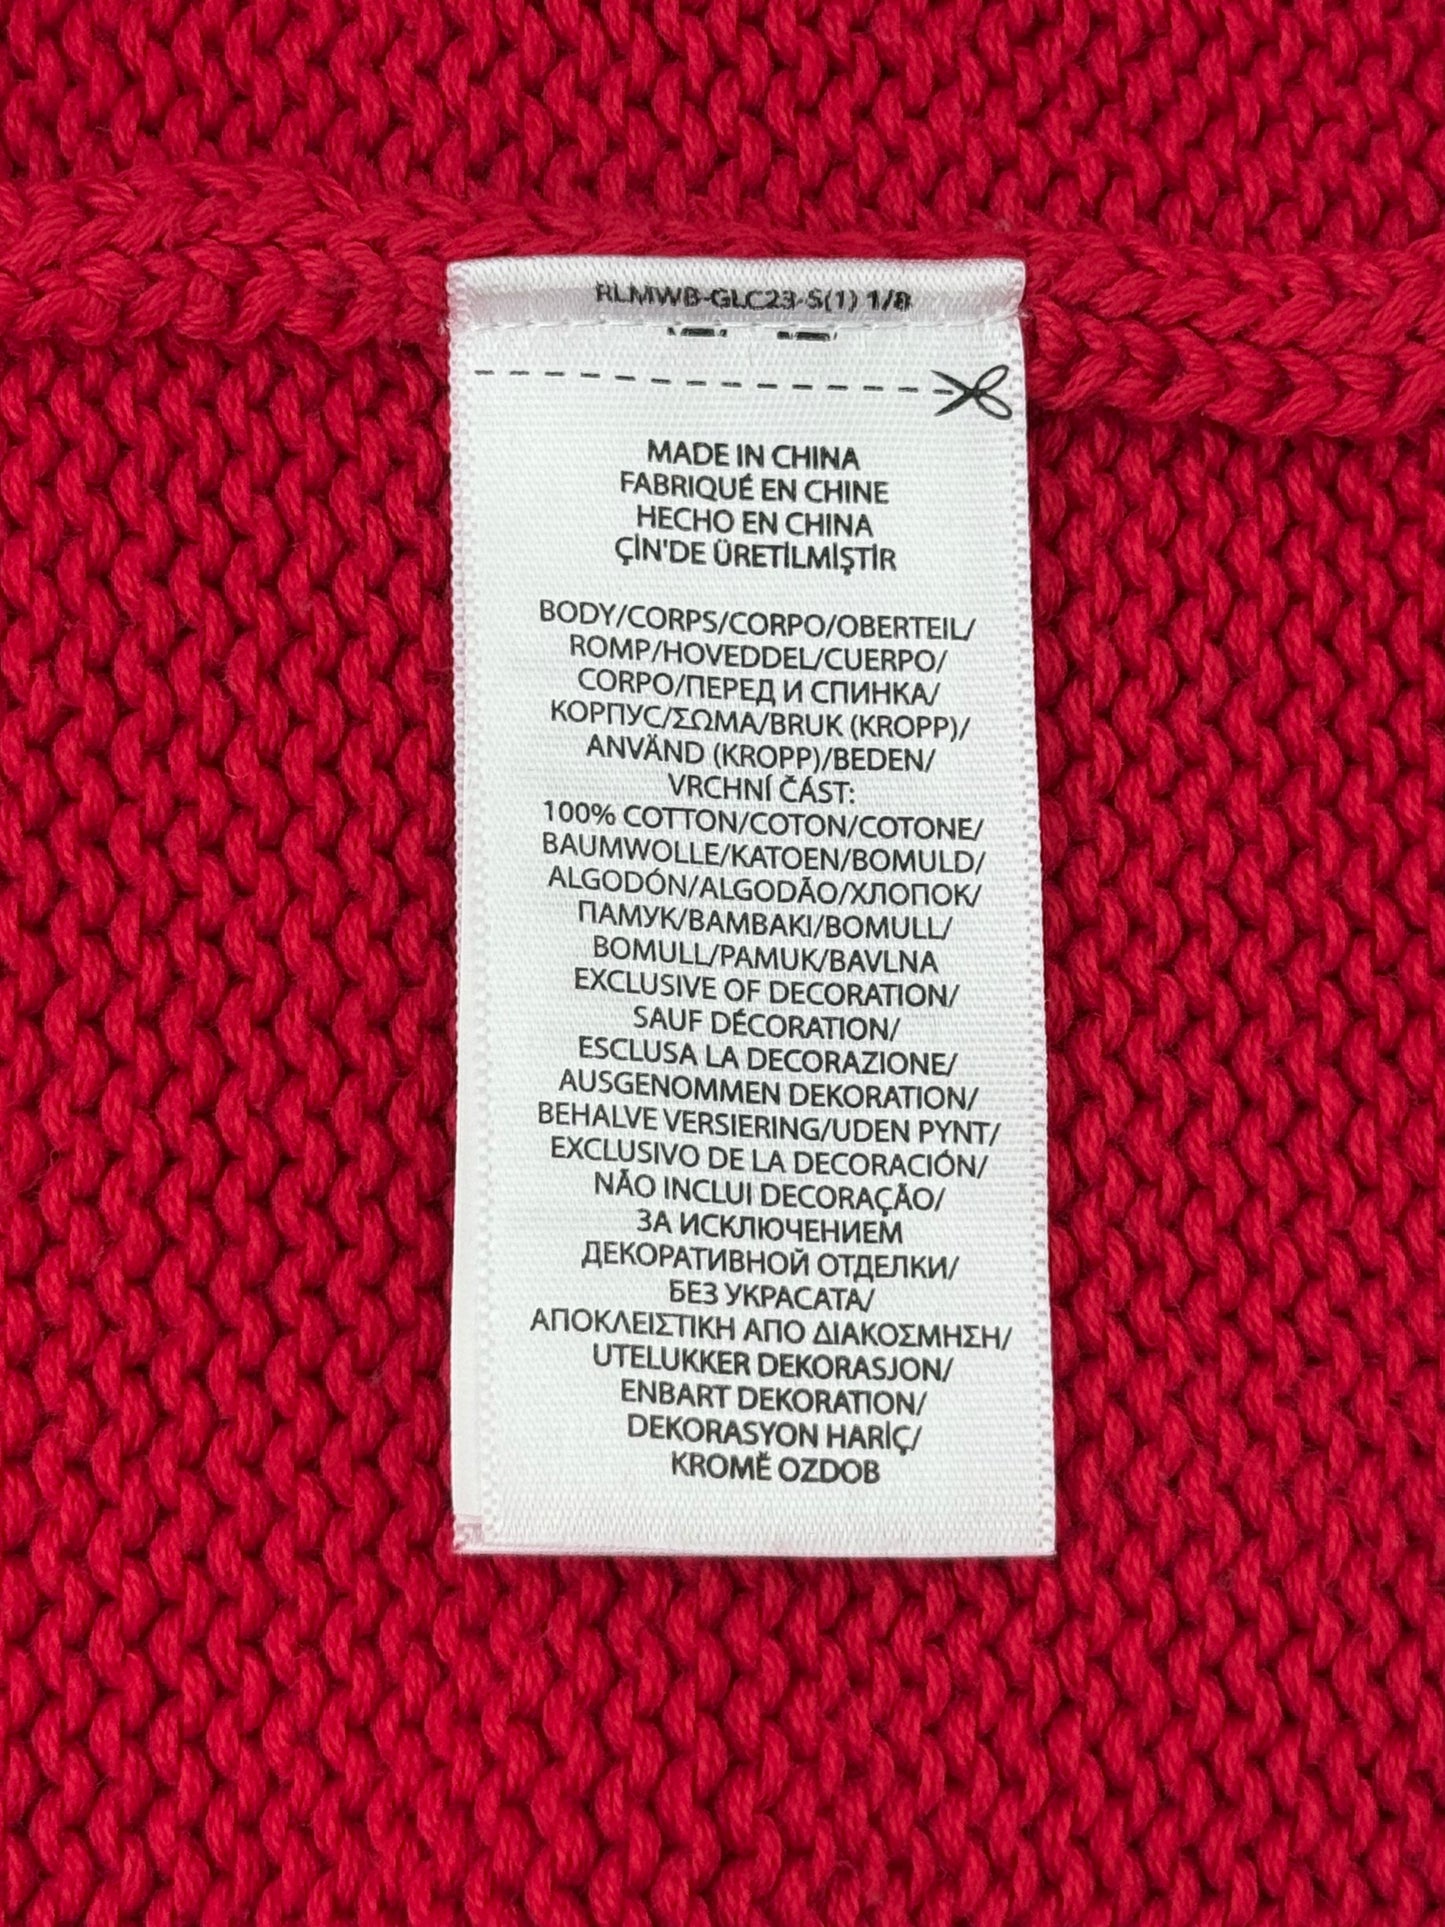 RLMWB-GLC23-S(1) 1/8
MADE IN CHINA
FABRIQUÉ EN CHINE
HECHO EN CHINA
ÇİN'DE ÜRETİLMİŞTİR
BODY/CORPS/CORPO/OBERTEIL/
ROMP/HOVEDDEL/CUERPO/
CORPO/ПЕРЕД И СПИНКА/
КОРПУС/ΣΩΜΑ/BRUK (KROPP)/
ANVÄND (KROPP)/BEDEN/
VRCHNÍ ČÁST:
100% COTTON/COTON/COTONE/
BAUMWOLLE/KATOEN/BOMULD/
ALGODÓN/ALGODÃO/ХЛОПОК/
ПАМУК/ΒΑΜΒΑΚΙ/BOMULL/
BOMULL/PAMUK/BAVLNA
EXCLUSIVE OF DECORATION/
SAUF DÉCORATION/
ESCLUSA LA DECORAZIONE/
AUSGENOMMEN DEKORATION/
BEHALVE VERSIERING/UDEN PYNT/
EXCLUSIVO DE LA DECORACIÓN/
NÃO INCLUI DECORAÇÃO/
ЗА ИСКЛЮЧЕНИЕМ
ДЕКОРАТИВНОЙ ОТДЕЛКИ/
БЕЗ УКРАСАТА/
ΑΠΟΚΛΕΙΣΤΙΚΗ ΑΠΟ ΔΙΑΚΟΣΜΗΣΗ/
UTELUKKER DEKORASJON/
ENBART DEKORATION/
DEKORASYON HARİÇ/
KROMĚ OZDOB